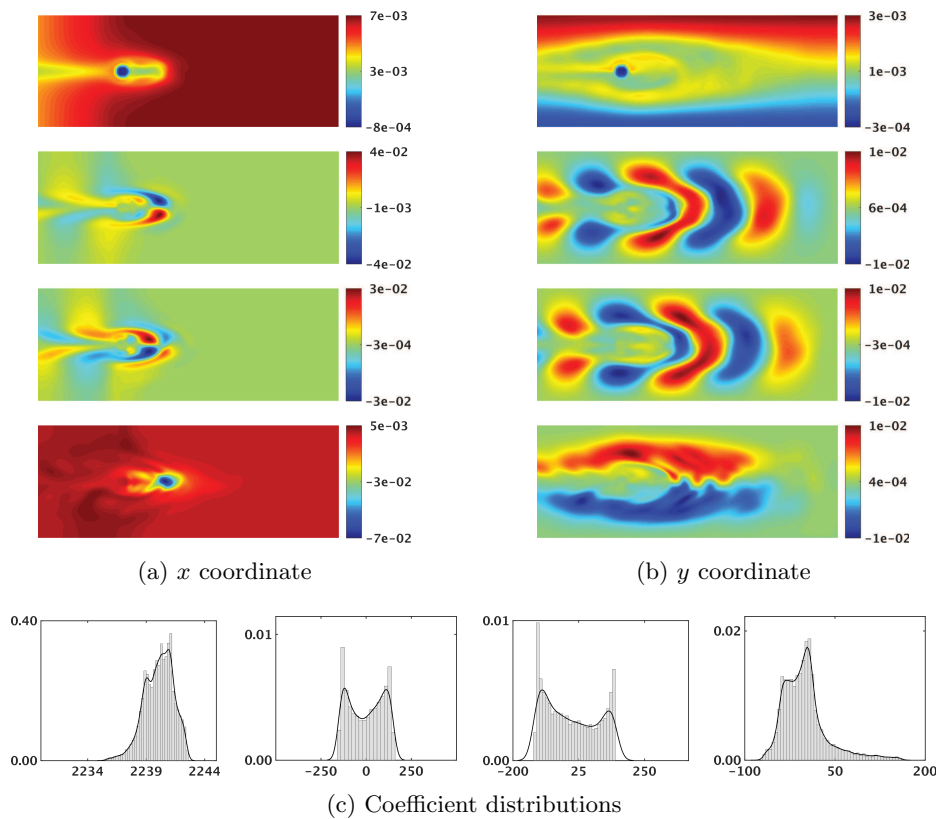 7e-03
3e-03
-8e-04
3e-03
1e-03
-3e-04
4e-02
-1e-03
-4e-02
1e-02
6e-04
-1e-02
3e-02
-3e-04
-3e-02
1e-02
-3e-04
-1e-02
5e-03
-3e-02
-7e-02
1e-02
4e-04
-1e-02
(a) x coordinate
(b) y coordinate
0.40
0.00
2234 2239 2244
0.01
0.00
-250 0 250
0.01
0.00
-200 25 250
0.02
0.00
-100 50 200
(c) Coefficient distributions